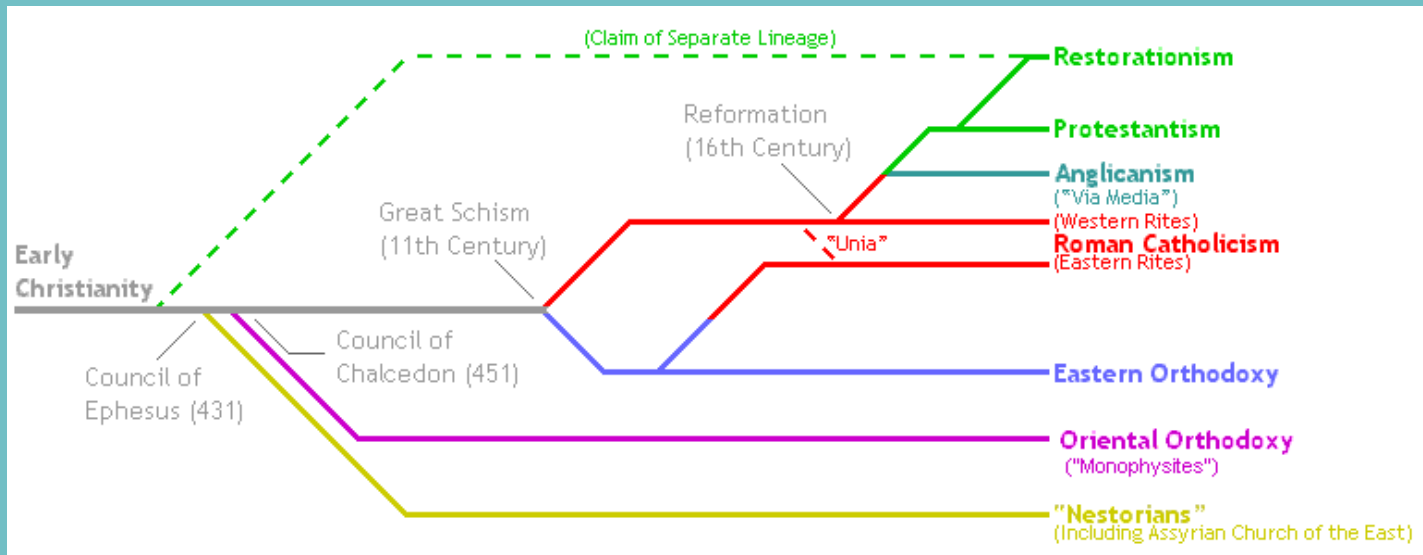 (Claim of Separate Lineage)
Restorationism
Reformation
(16th Century)
Protestantism
Anglicanism
("Via Media")
Great Schism
(11th Century)
(Western Rites)
"Unia"
Roman Catholicism
(Eastern Rites)
Early
Christianity
Council of
Chalcedon (451)
Council of
Ephesus (431)
Eastern Orthodoxy
Oriental Orthodoxy
("Monophysites")
"Nestorians"
(Including Assyrian Church of the East)